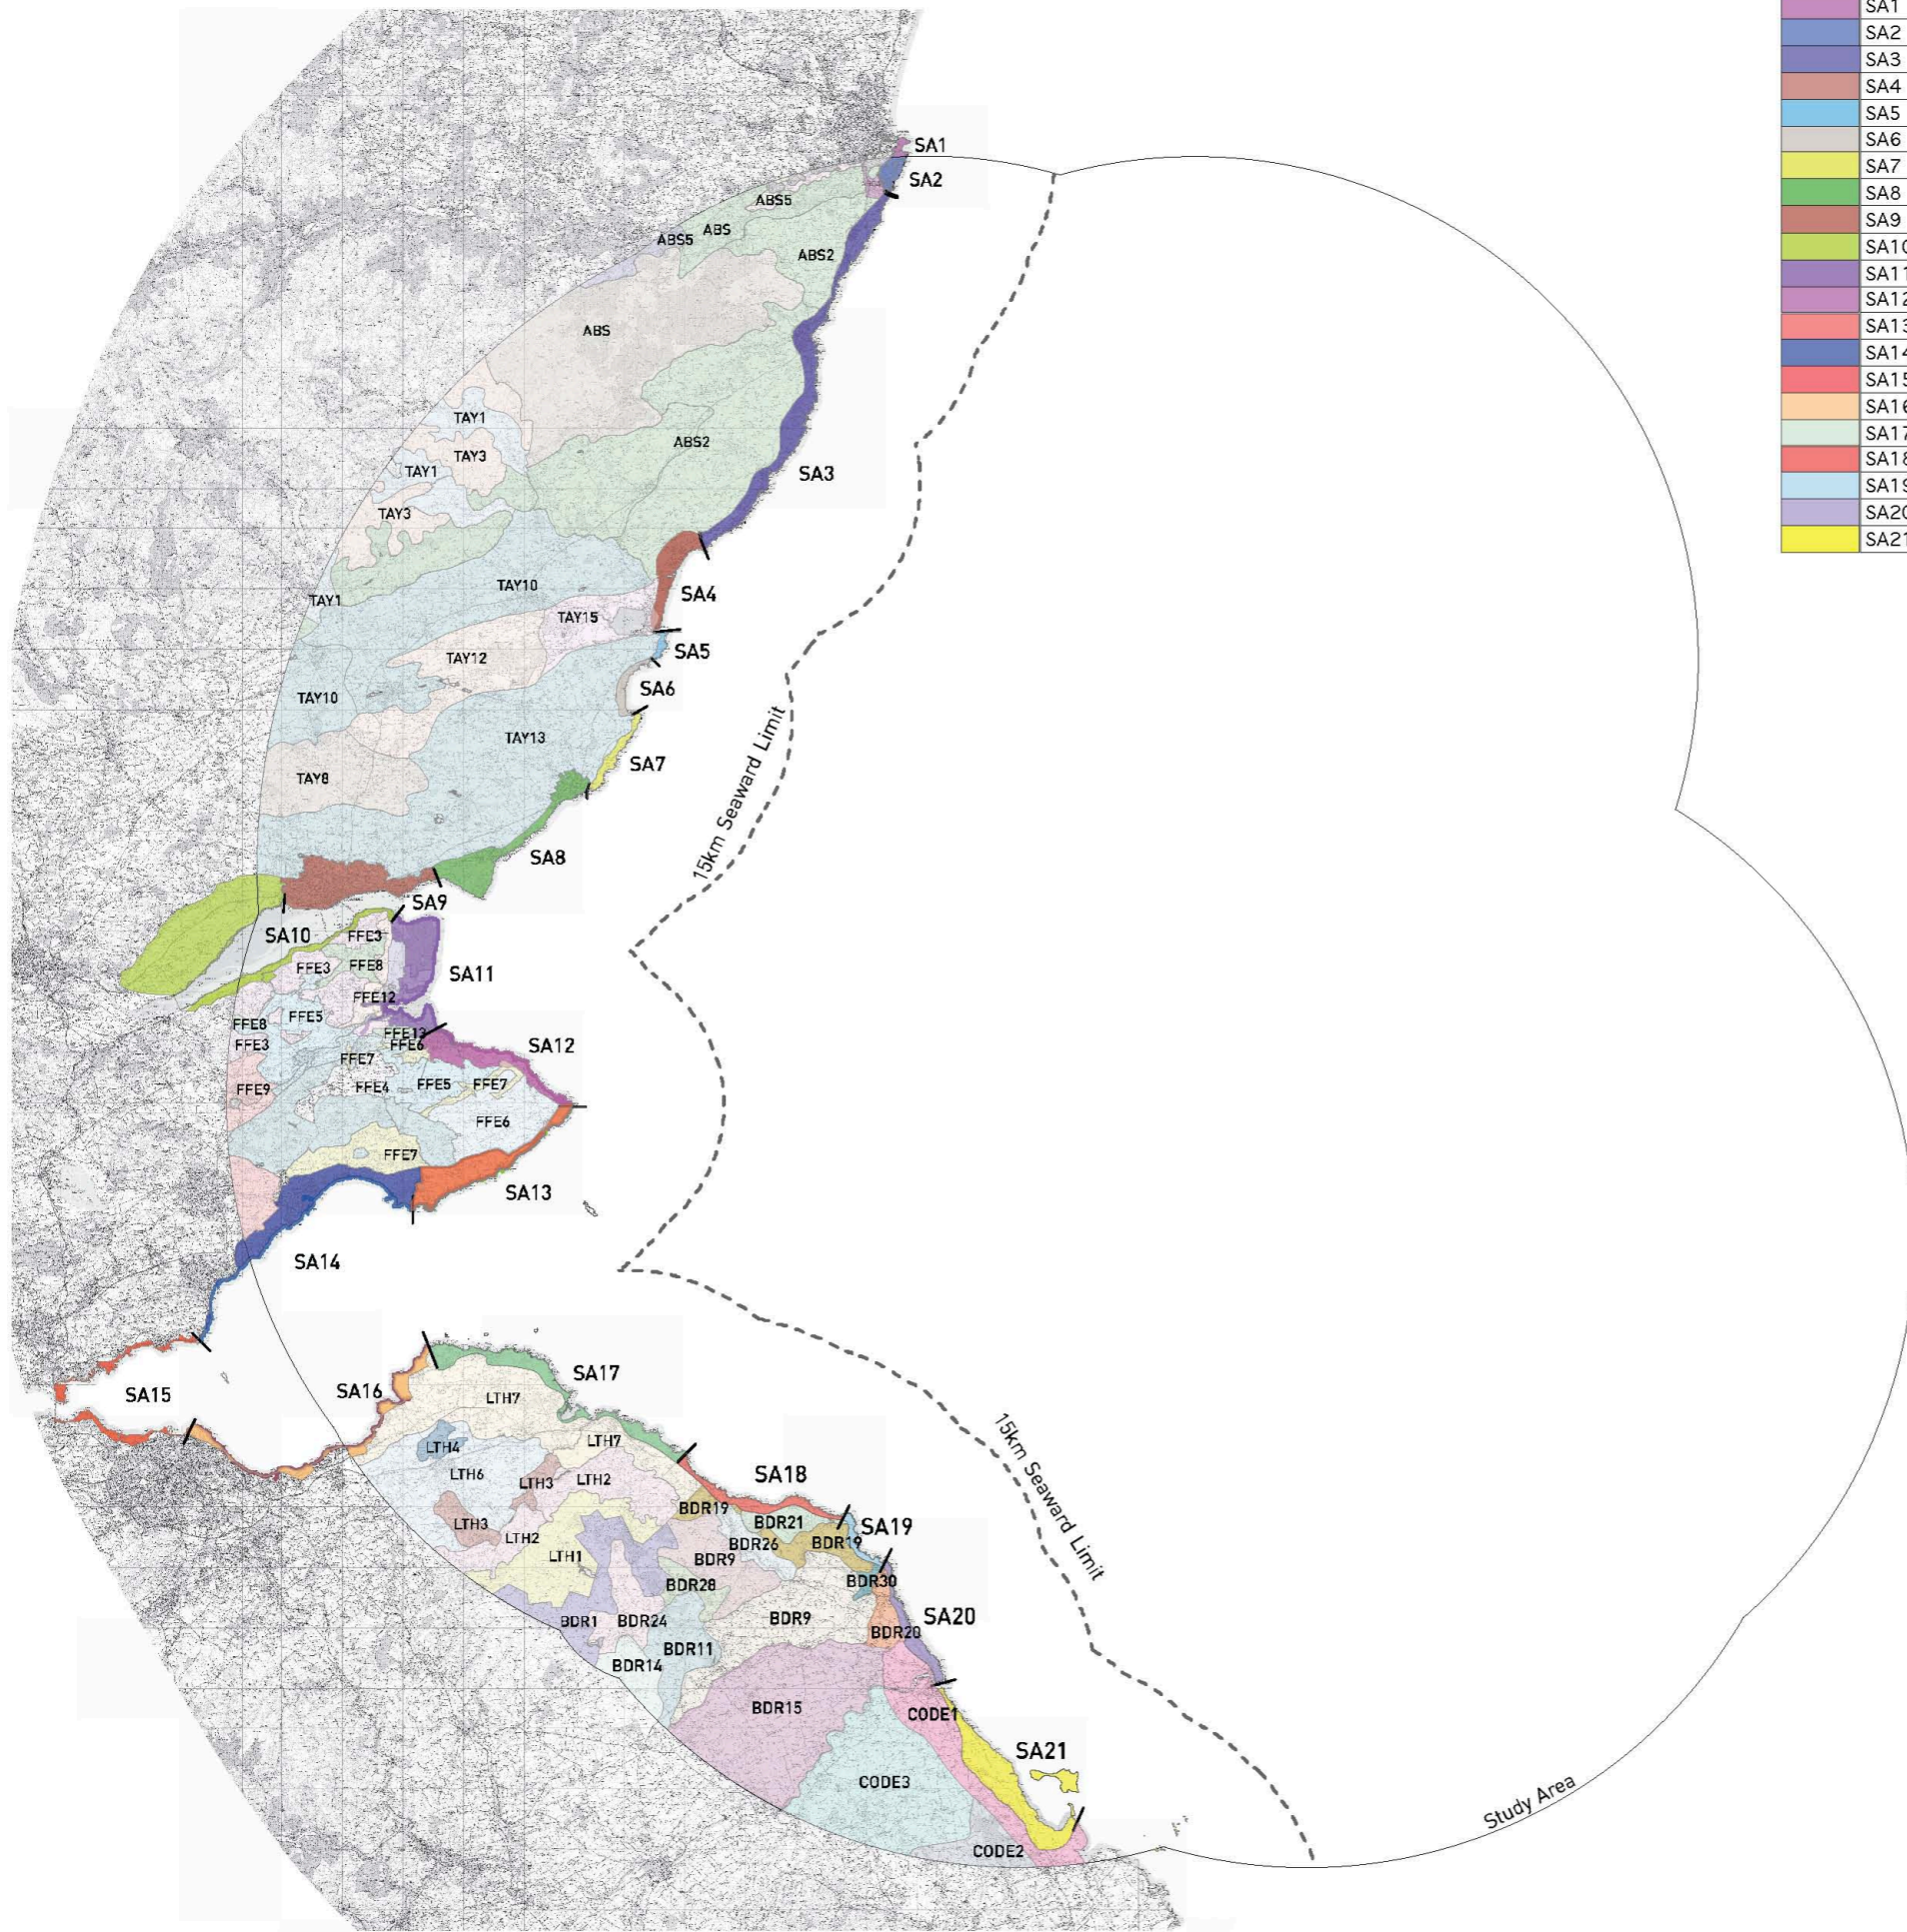 SA1
SA2
SA3
SA4
SA5
SA6
SA7
SA8
SA9
SA10
SA11
SA12
SA13
SA14
SA15
SA16
SA17
SA18
SA19
SA20
SA21
SA1
SA2
ABS5
ABS
ABS5
ABS2
ABS
TAY1
ABS2
TAY3
TAY1
SA3
TAY3
TAY10
SA4
TAY1
TAY15
SA5
TAY12
SA6
TAY10
TAY13
SA7
TAY8
15km Seaward Limit
SA8
SA9
SA10
FFE3
FFE8
FFE3
SA11
FFE12
FFE5
FFE8
FFE13
FFE3
FFE6
SA12
FFE7
FFE9
FFE4
FFE5
FFE7
FFE6
FFE7
SA13
SA14
SA17
SA15
SA16
LTH7
LTH4
LTH7
15km Seaward Limit
LTH6
LTH3
LTH2
SA18
BDR19
LTH3
LTH2
BDR21
SA19
BDR26
BDR19
LTH1
BDR9
BDR28
BDR30
BDR1
BDR24
BDR9
SA20
BDR20
BDR11
BDR14
BDR15
CODE1
SA21
CODE3
Study Area
CODE2